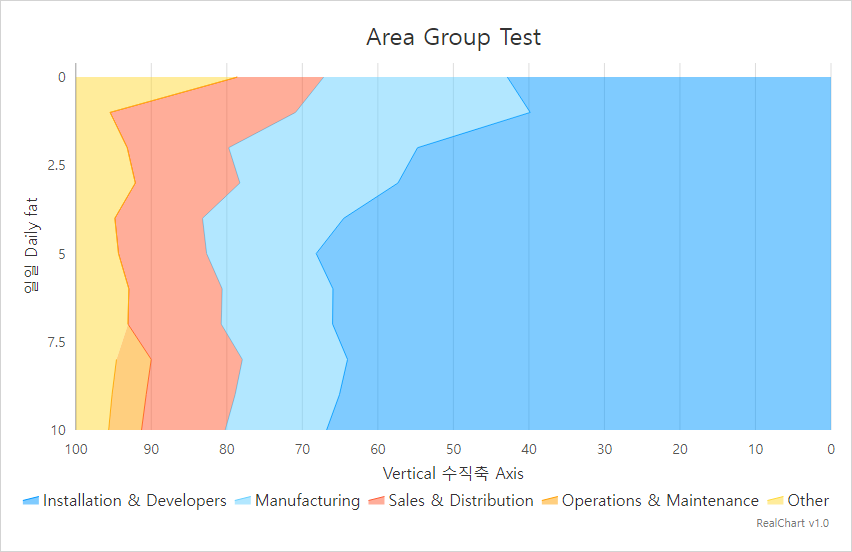 Area Group Test
0
2.5
5
7.5
10
일일 Daily fat
100 90 80 70 60 50 40 30 20 10 0
Vertical 수직축 Axis
Installation & Developers Manufacturing Sales & Distribution Operations & Maintenance Other
RealChart v1.0